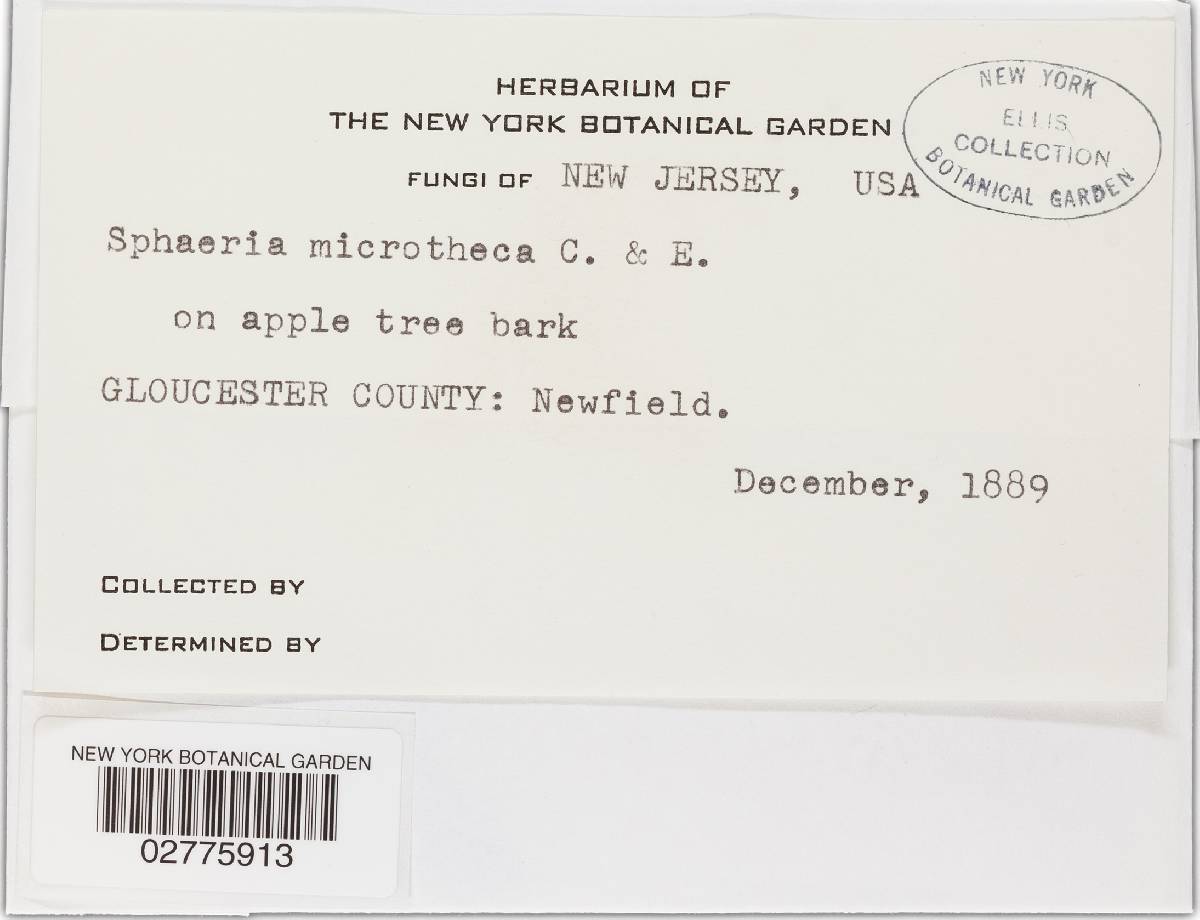 HERBARIUM OF
THE NEW YORK BOTANICAL GARDEN
FUNGI OF NEW JERSEY, USA
NEW YORK
ELLIS
COLLECTION
BOTANICAL GARDEN
Sphaeria microtheca C. & E.
on apple tree bark
GLOUCESTER COUNTY: Newfield.
December, 1889
COLLECTED BY
DETERMINED BY
NEW YORK BOTANICAL GARDEN
02775913